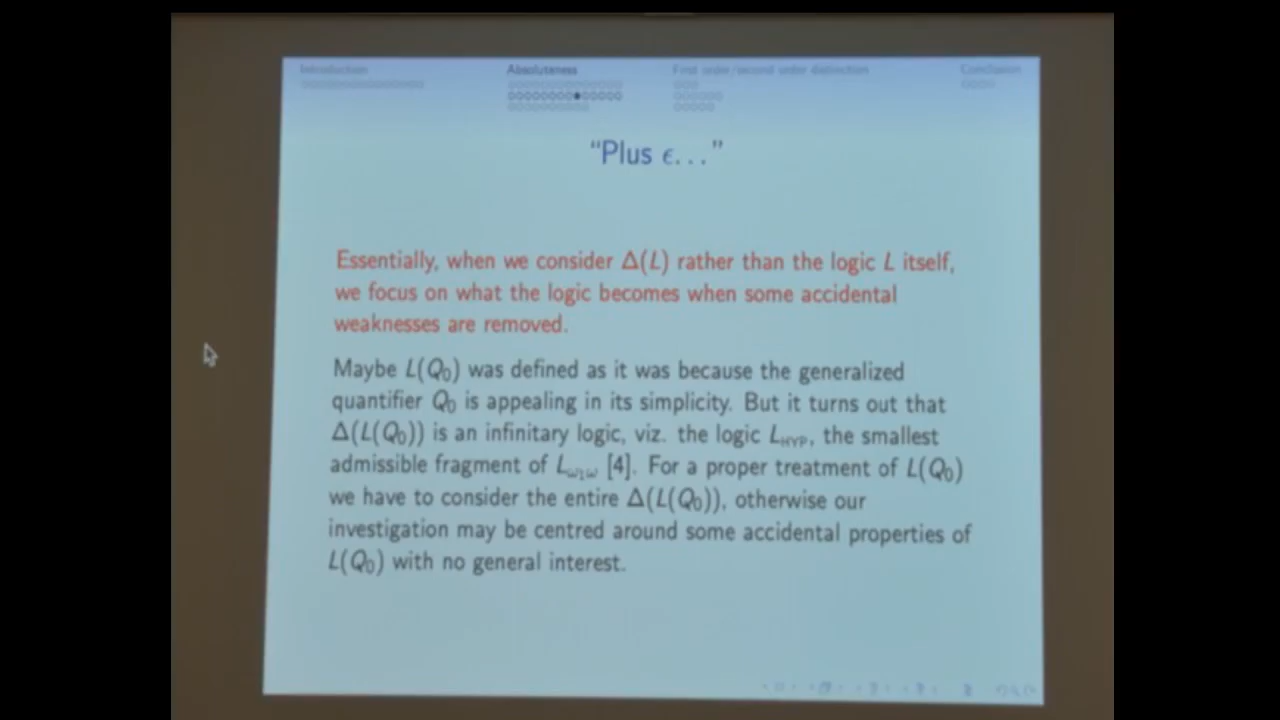 Introduction Absoluteness First order/second order distinction Conclusion
“Plus ϵ. . . ”
Essentially, when we consider Δ(L) rather than the logic L itself,
we focus on what the logic becomes when some accidental
weaknesses are removed.
Maybe L(Q₀) was defined as it was because the generalized
quantifier Q₀ is appealing in its simplicity. But it turns out that
Δ(L(Q₀)) is an infinitary logic, viz. the logic L_HYP, the smallest
admissible fragment of L_ω₁ω [4]. For a proper treatment of L(Q₀)
we have to consider the entire Δ(L(Q₀)), otherwise our
investigation may be centred around some accidental properties of
L(Q₀) with no general interest.